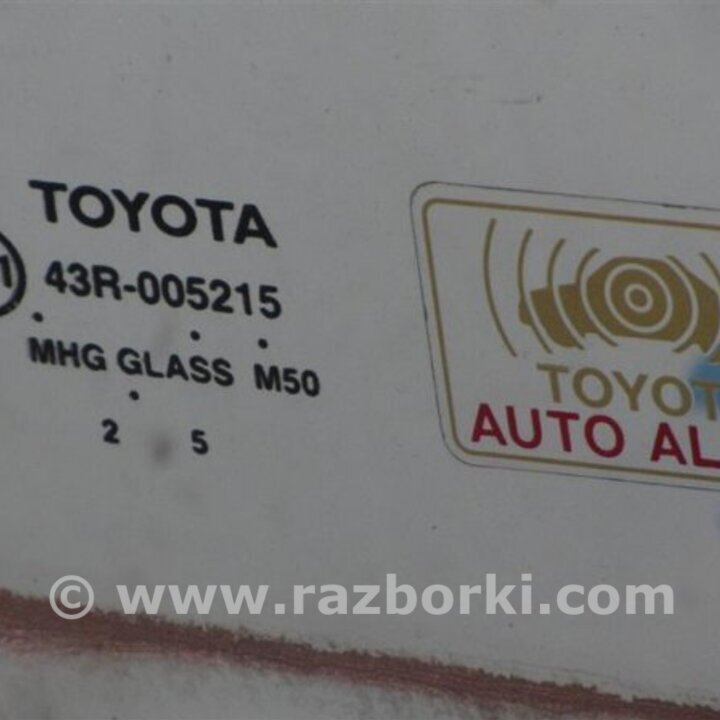 TOYOTA
43R-005215
MHG GLASS M50
2 5
TOYOT
AUTO AL
© www.razborki.com